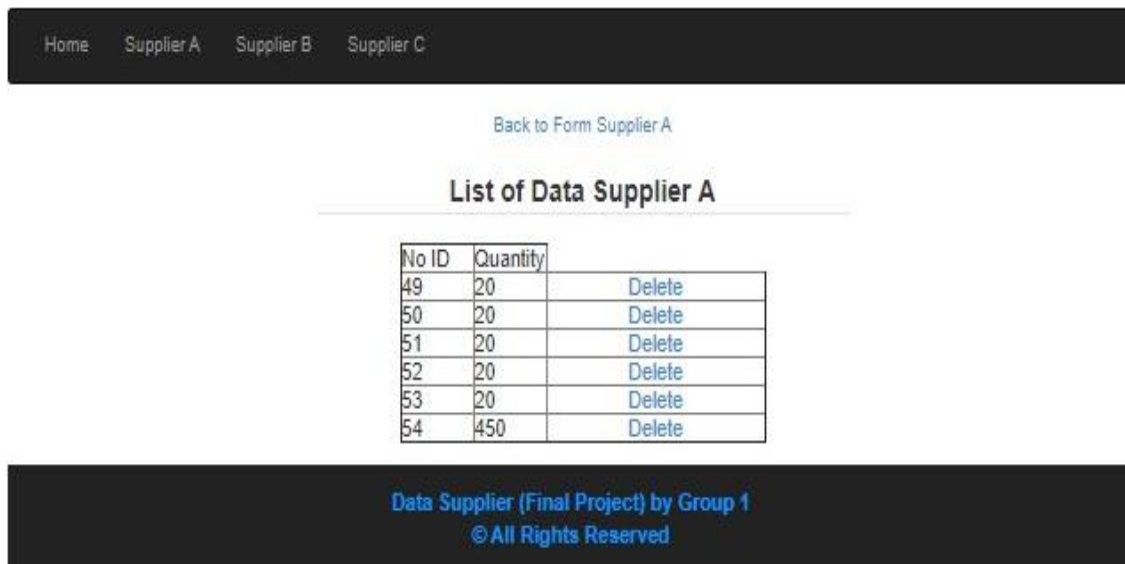 Home Supplier A Supplier B Supplier C
Back to Form Supplier A
List of Data Supplier A
No ID Quantity
49 20 Delete
50 20 Delete
51 20 Delete
52 20 Delete
53 20 Delete
54 450 Delete
Data Supplier (Final Project) by Group 1
© All Rights Reserved